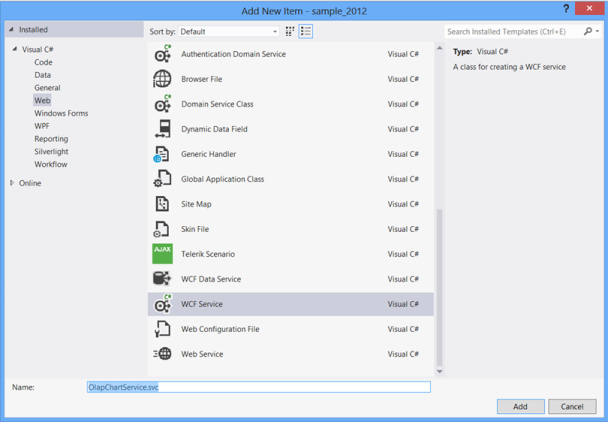 Add New Item - sample_2012
?
Installed
Sort by: Default
Search Installed Templates (Ctrl+E)
Visual C#
Code
Data
General
Web
Windows Forms
WPF
Reporting
Silverlight
Workflow
Online
Authentication Domain Service Visual C#
Browser File Visual C#
Domain Service Class Visual C#
Dynamic Data Field Visual C#
Generic Handler Visual C#
Global Application Class Visual C#
Site Map Visual C#
Skin File Visual C#
AJAX Telerik Scenario Visual C#
WCF Data Service Visual C#
WCF Service Visual C#
Web Configuration File Visual C#
Web Service Visual C#
Type: Visual C#
A class for creating a WCF service
Name: OlapChartService.svc
Add Cancel